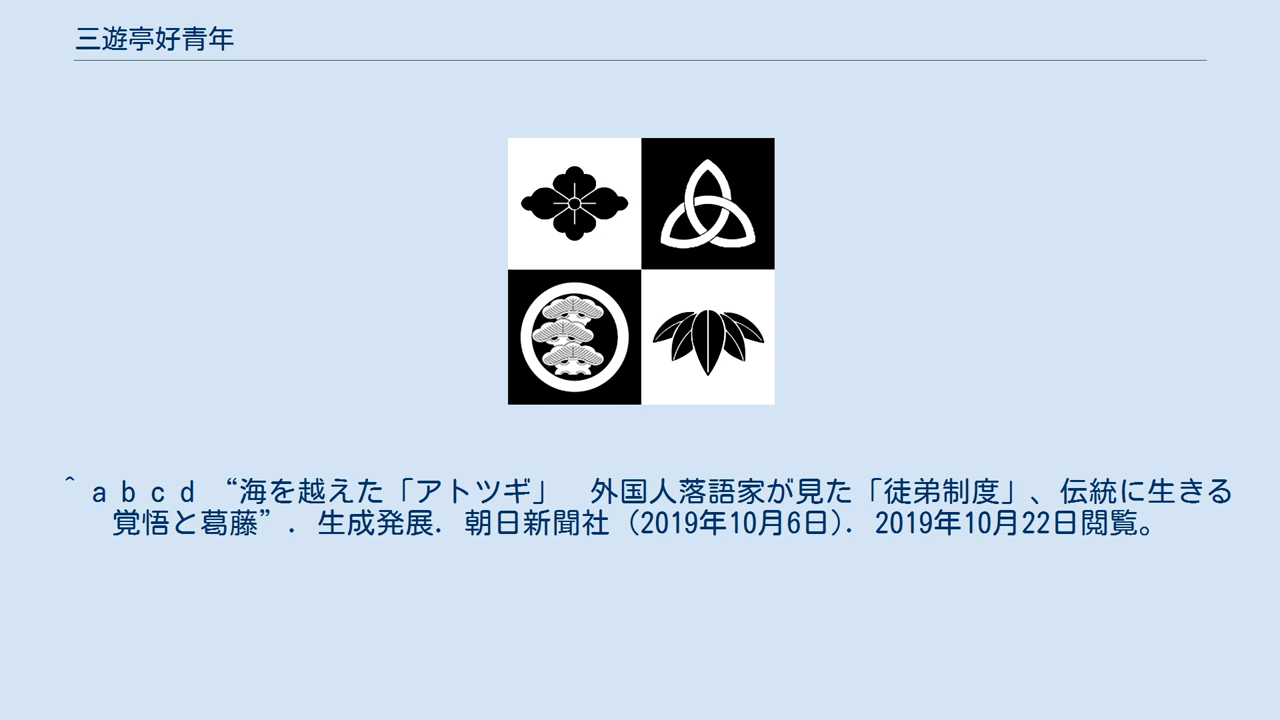 三遊亭好青年
^ a b c d “海を越えた「アトツギ」　外国人落語家が見た「徒弟制度」、伝統に生きる
覚悟と葛藤”. 生成発展. 朝日新聞社 (2019年10月6日). 2019年10月22日閲覧。